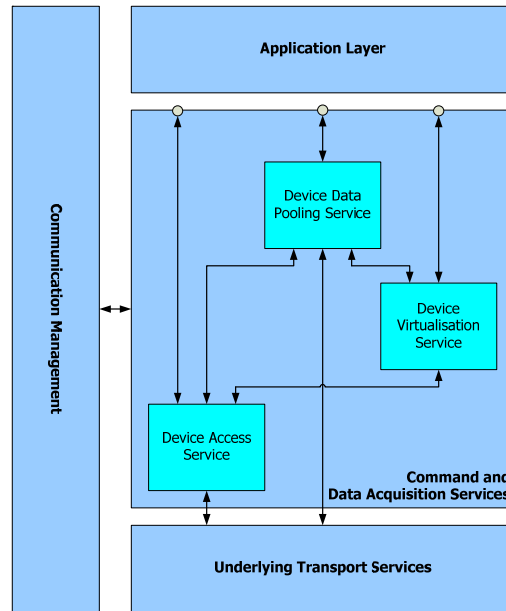 Application Layer
Communication Management
Device Data
Pooling Service
Device
Virtualisation
Service
Device Access
Service
Command and
Data Acquisition Services
Underlying Transport Services